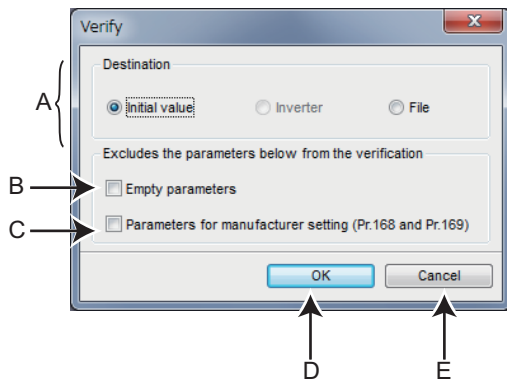 Verify
Destination
A
Initial value
Inverter
File
Excludes the parameters below from the verification
B
Empty parameters
C
Parameters for manufacturer setting (Pr.168 and Pr.169)
OK
Cancel
D
E